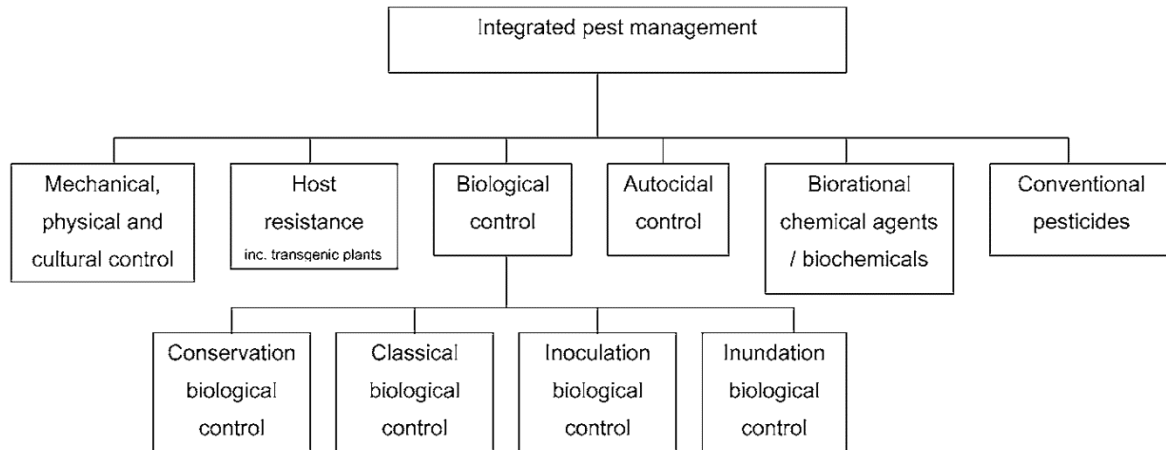 Integrated pest management
Mechanical,
physical and
cultural control
Host
resistance
inc. transgenic plants
Biological
control
Autocidal
control
Biorational
chemical agents
/ biochemicals
Conventional
pesticides
Conservation
biological
control
Classical
biological
control
Inoculation
biological
control
Inundation
biological
control